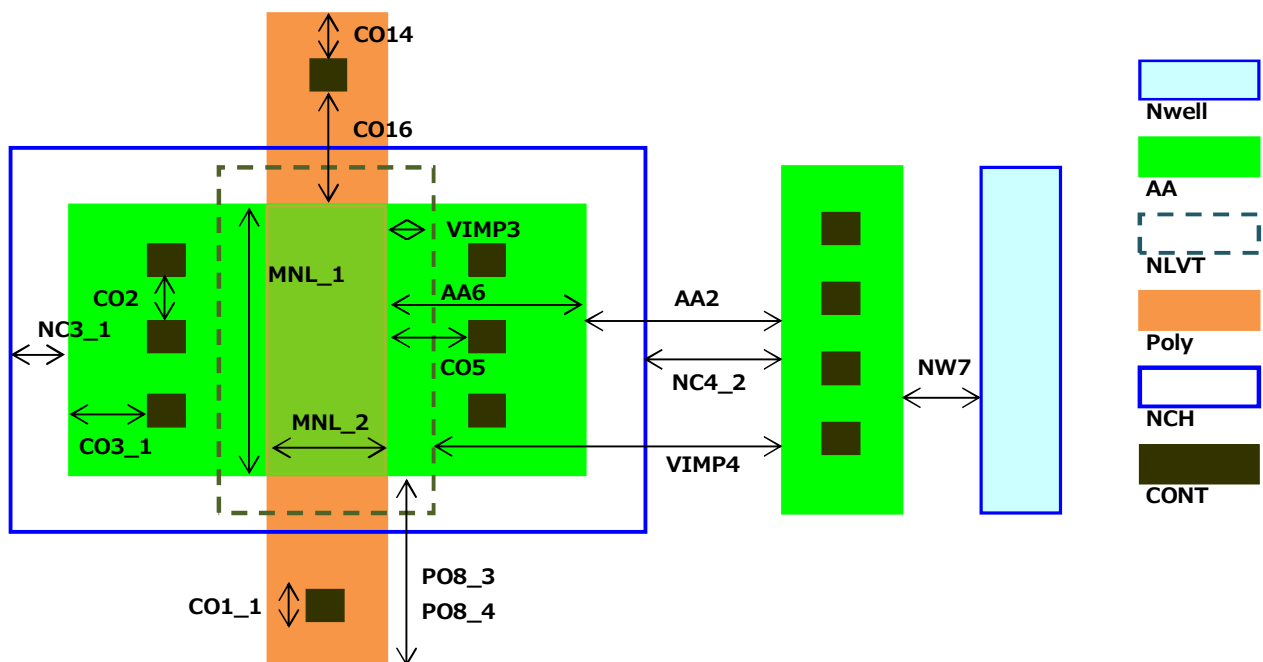 CO14
CO16
VIMP3
MNL_1
CO2
AA6
AA2
NC3_1
CO5
NC4_2
NW7
MNL_2
CO3_1
VIMP4
PO8_3
CO1_1
PO8_4
Nwell
AA
NLVT
Poly
NCH
CONT